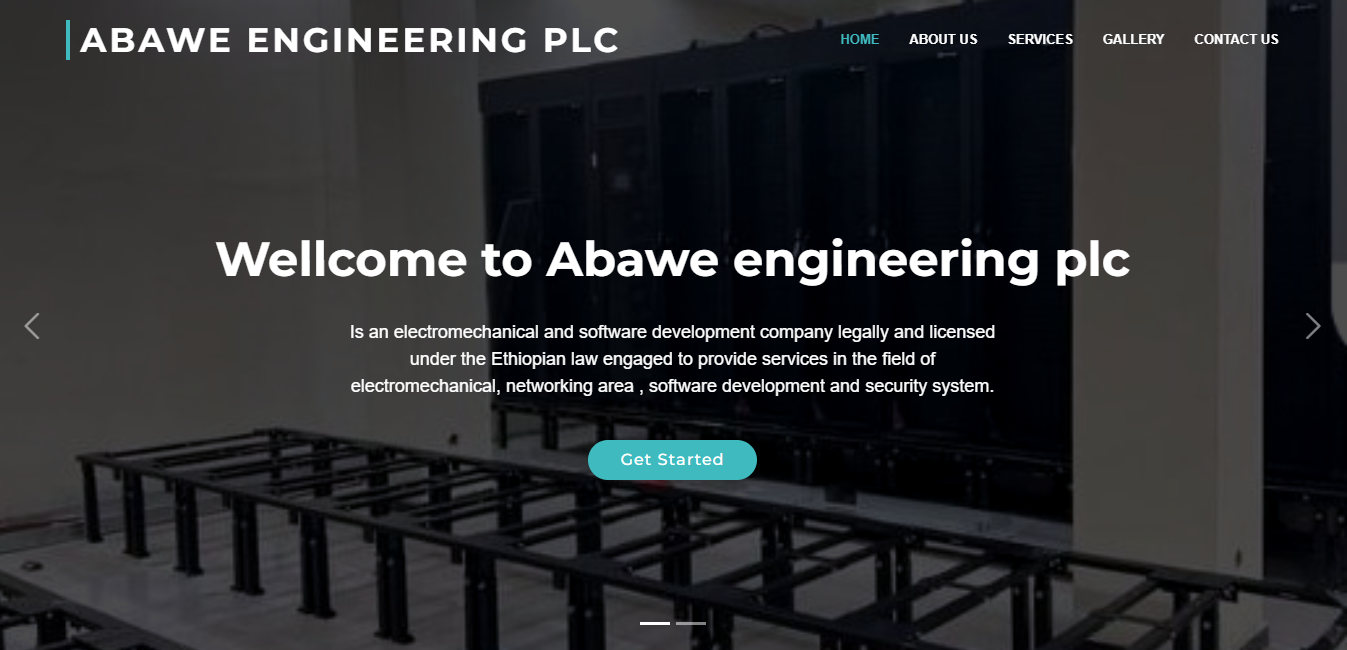 ABAWE ENGINEERING PLC
HOME ABOUT US SERVICES GALLERY CONTACT US
Wellcome to Abawe engineering plc
Is an electromechanical and software development company legally and licensed
under the Ethiopian law engaged to provide services in the field of
electromechanical, networking area , software development and security system.
Get Started